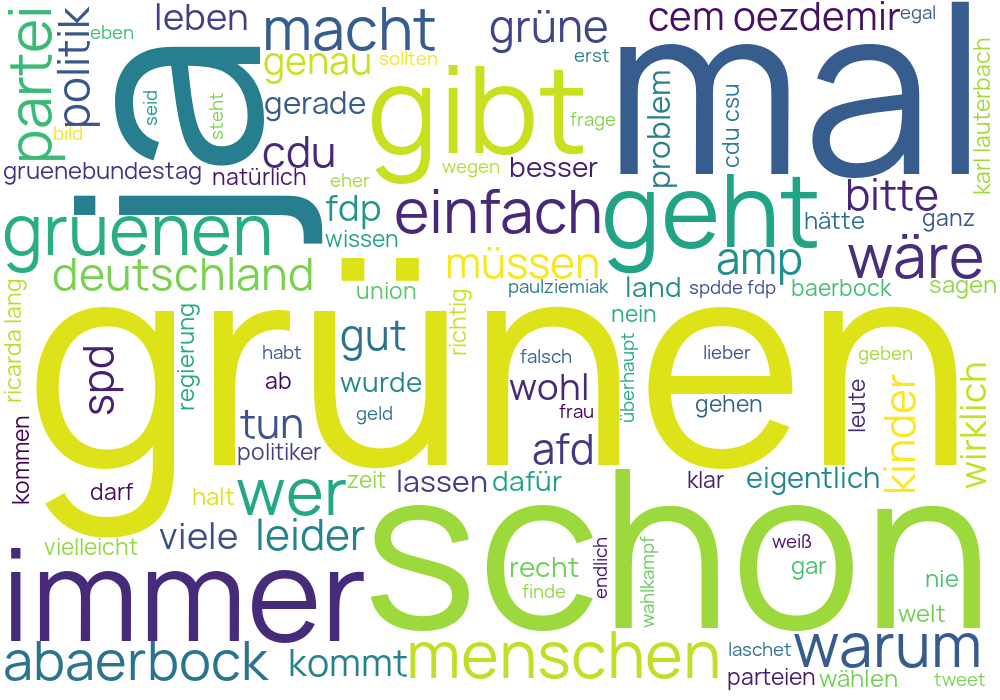 partei
politik
eben
leben
macht
grüne
cem oezdemir
egal
erst
genau
sollten
ja
mal
seid
steht
gerade
gibt
frage
problem
cdu csu
karl lauterbach
bild
cdu
gruenebundestag
natürlich
eher
wegen
besser
bitte
grüenen
fdp
wissen
einfach
geht
hätte
ganz
wäre
deutschland
müssen
amp
union
paulziemiak
land
spdde fdp
baerbock
sagen
nein
ricarda lang
grünen
regierung
gut
richtig
habt
falsch
lieber
geben
spd
ab
wurde
wohl
überhaupt
gehen
leute
kinder
wirklich
geld
frau
tun
politiker
afd
kommen
darf
halt
wer
zeit
lassen
dafür
klar
eigentlich
viele
leider
vielleicht
schon
immer
recht
finde
endlich
wahlkampf
weiß
gar
nie
welt
abaerbock
kommt
menschen
laschet
warum
parteien
wählen
tweet